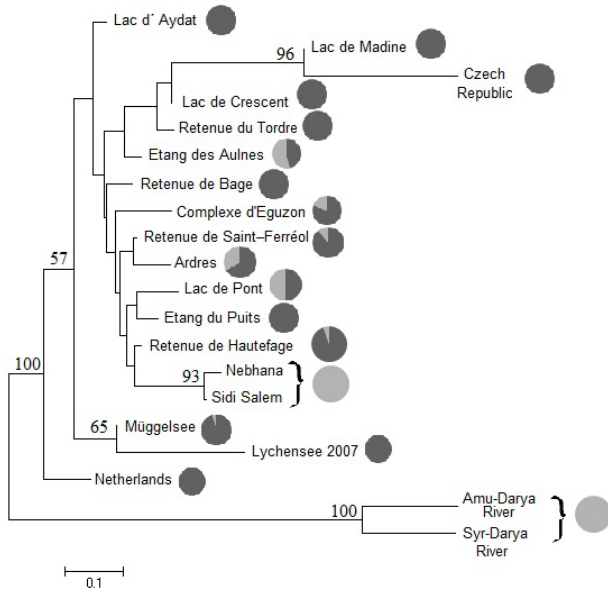 Lac d´ Aydat
96
Lac de Madine
Czech
Republic
Lac de Crescent
Retenue du Tordre
Etang des Aulnes
Retenue de Bage
Complexe d'Eguzon
Retenue de Saint–Ferréol
57
Ardres
Lac de Pont
Etang du Puits
Retenue de Hautefage
100
93
Nebhana
Sidi Salem
}
65
Müggelsee
Lychensee 2007
Netherlands
100
Amu-Darya
River
Syr-Darya
River
}
0.1